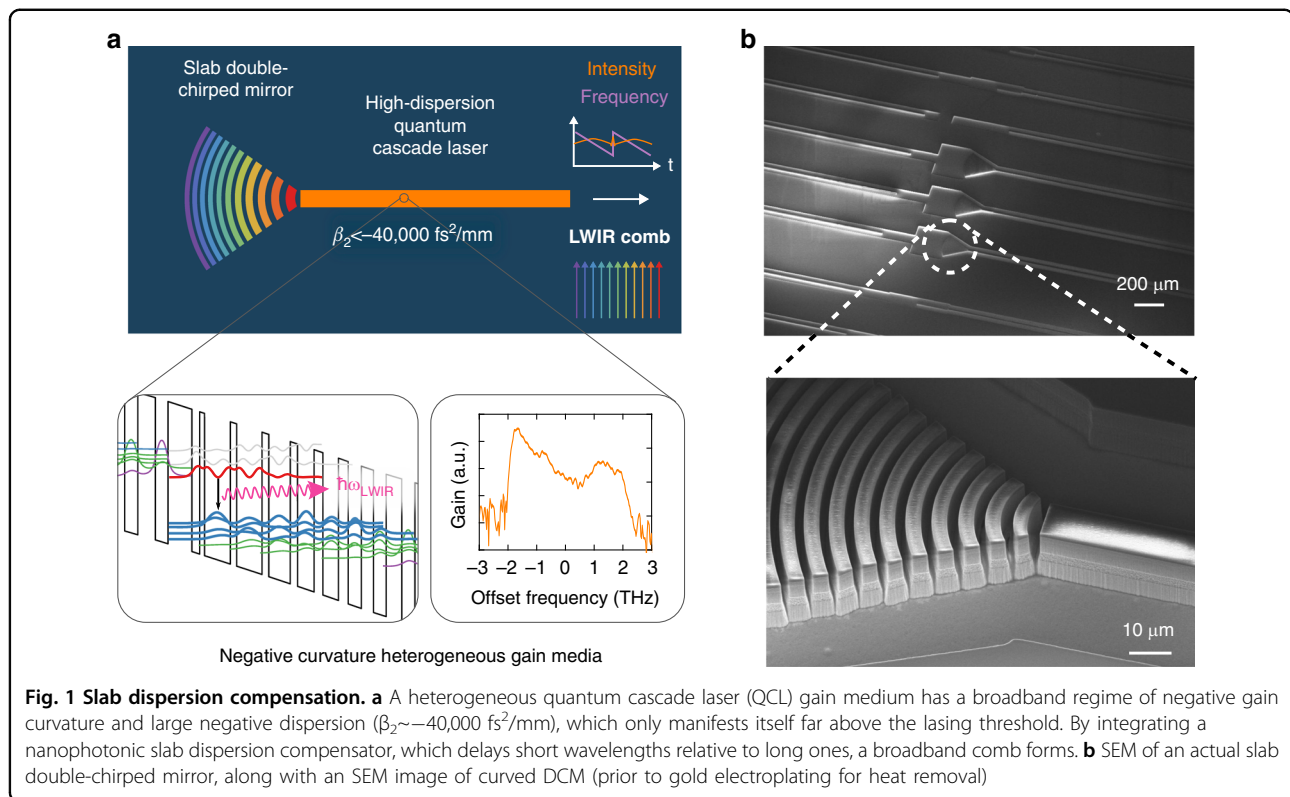 a
Slab double-
chirped mirror
High-dispersion
quantum
cascade laser
Intensity
Frequency
t
β₂<–40,000 fs²/mm
LWIR comb
b
200 μm
ℏω_LWIR
Gain (a.u.)
–3 –2 –1 0 1 2 3
Offset frequency (THz)
10 μm
Negative curvature heterogeneous gain media
Fig. 1 Slab dispersion compensation. a A heterogeneous quantum cascade laser (QCL) gain medium has a broadband regime of negative gain
curvature and large negative dispersion (β₂~−40,000 fs²/mm), which only manifests itself far above the lasing threshold. By integrating a
nanophotonic slab dispersion compensator, which delays short wavelengths relative to long ones, a broadband comb forms. b SEM of an actual slab
double-chirped mirror, along with an SEM image of curved DCM (prior to gold electroplating for heat removal)